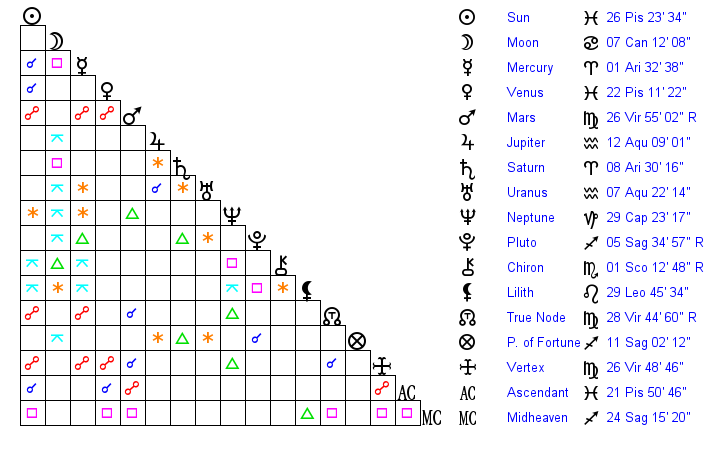 Sun 26 Pis 23' 34"
Moon 07 Can 12' 08"
Mercury 01 Ari 32' 38"
Venus 22 Pis 11' 22"
Mars 26 Vir 55' 02" R
Jupiter 12 Aqu 09' 01"
Saturn 08 Ari 30' 16"
Uranus 07 Aqu 22' 14"
Neptune 29 Cap 23' 17"
Pluto 05 Sag 34' 57" R
Chiron 01 Sco 12' 48" R
Lilith 29 Leo 45' 34"
True Node 28 Vir 44' 60" R
P. of Fortune 11 Sag 02' 12"
Vertex 26 Vir 48' 46"
AC AC Ascendant 21 Pis 50' 46"
MC MC Midheaven 24 Sag 15' 20"